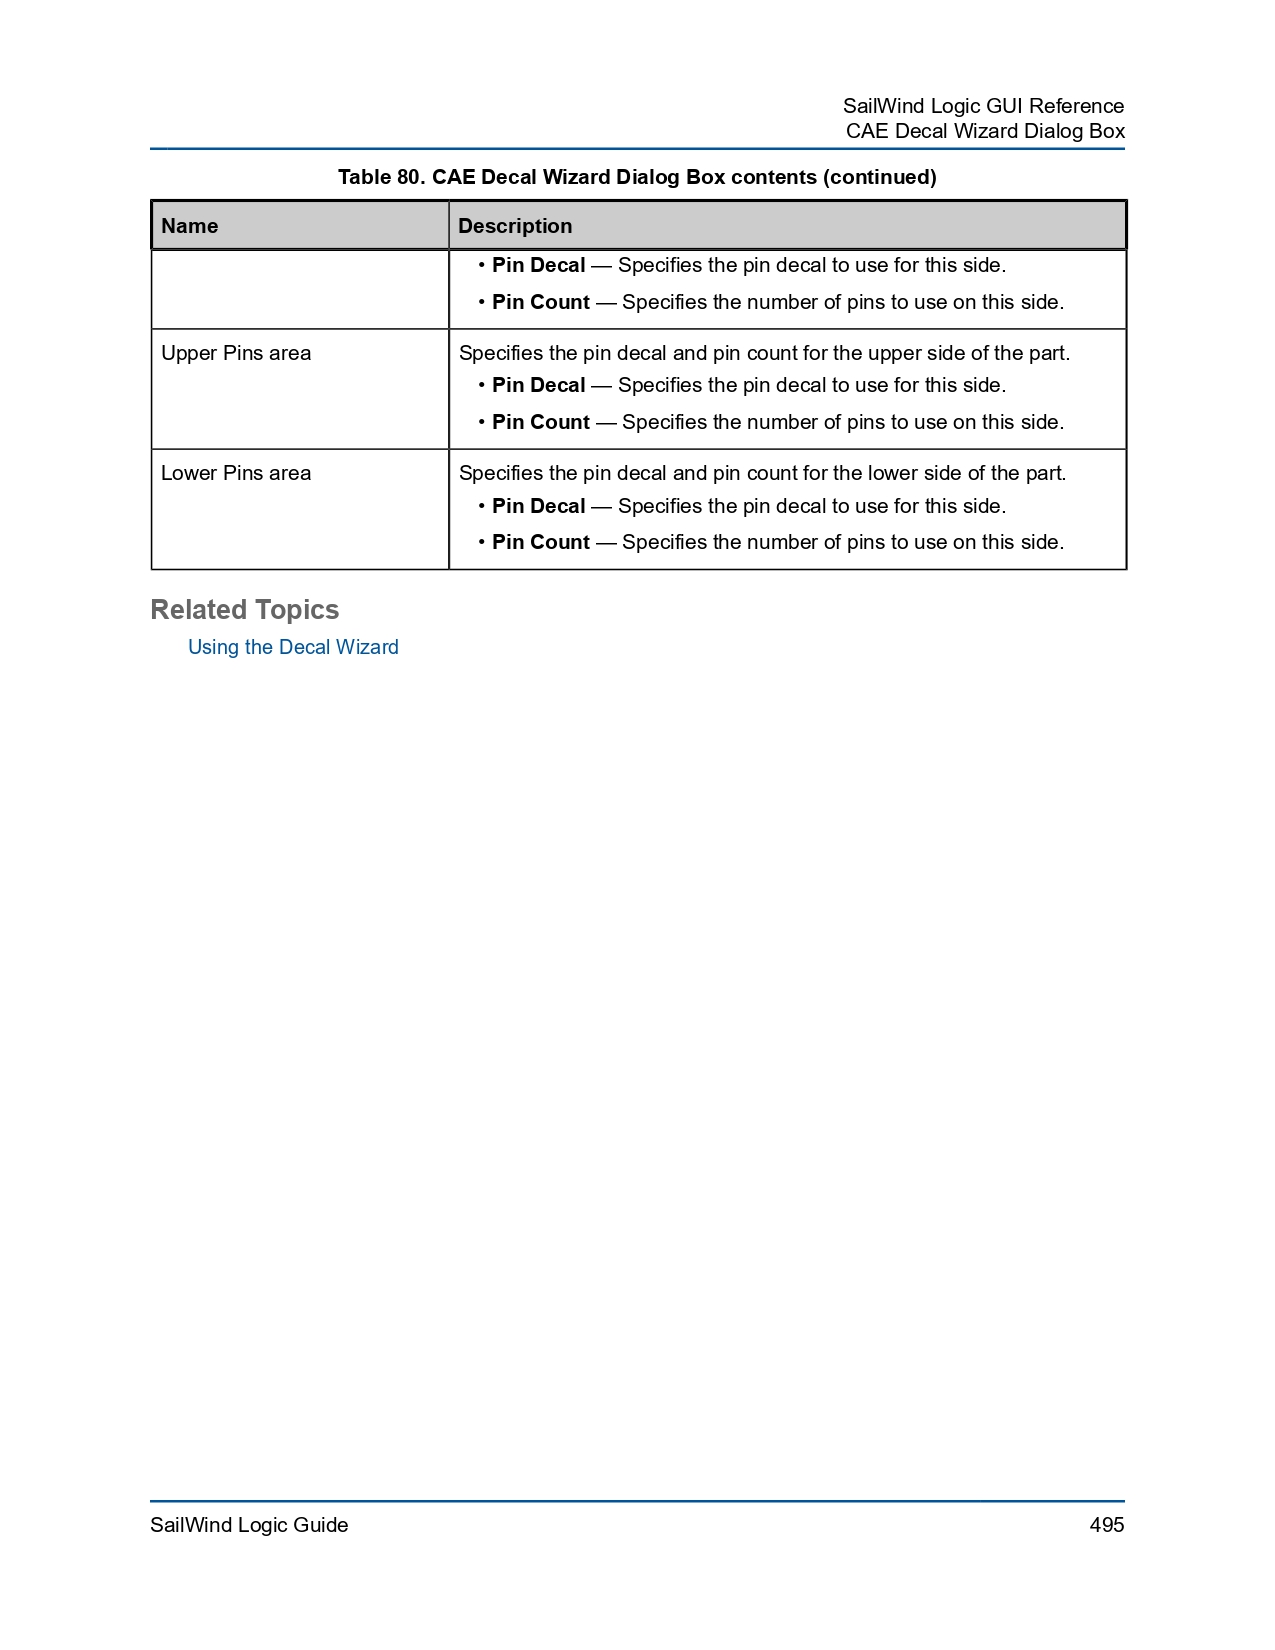 SailWind Logic GUI Reference
CAE Decal Wizard Dialog Box
Table 80. CAE Decal Wizard Dialog Box contents (continued)
Name Description
• Pin Decal — Specifies the pin decal to use for this side.
• Pin Count — Specifies the number of pins to use on this side.
Upper Pins area Specifies the pin decal and pin count for the upper side of the part.
• Pin Decal — Specifies the pin decal to use for this side.
• Pin Count — Specifies the number of pins to use on this side.
Lower Pins area Specifies the pin decal and pin count for the lower side of the part.
• Pin Decal — Specifies the pin decal to use for this side.
• Pin Count — Specifies the number of pins to use on this side.
Related Topics
Using the Decal Wizard
SailWind Logic Guide 495